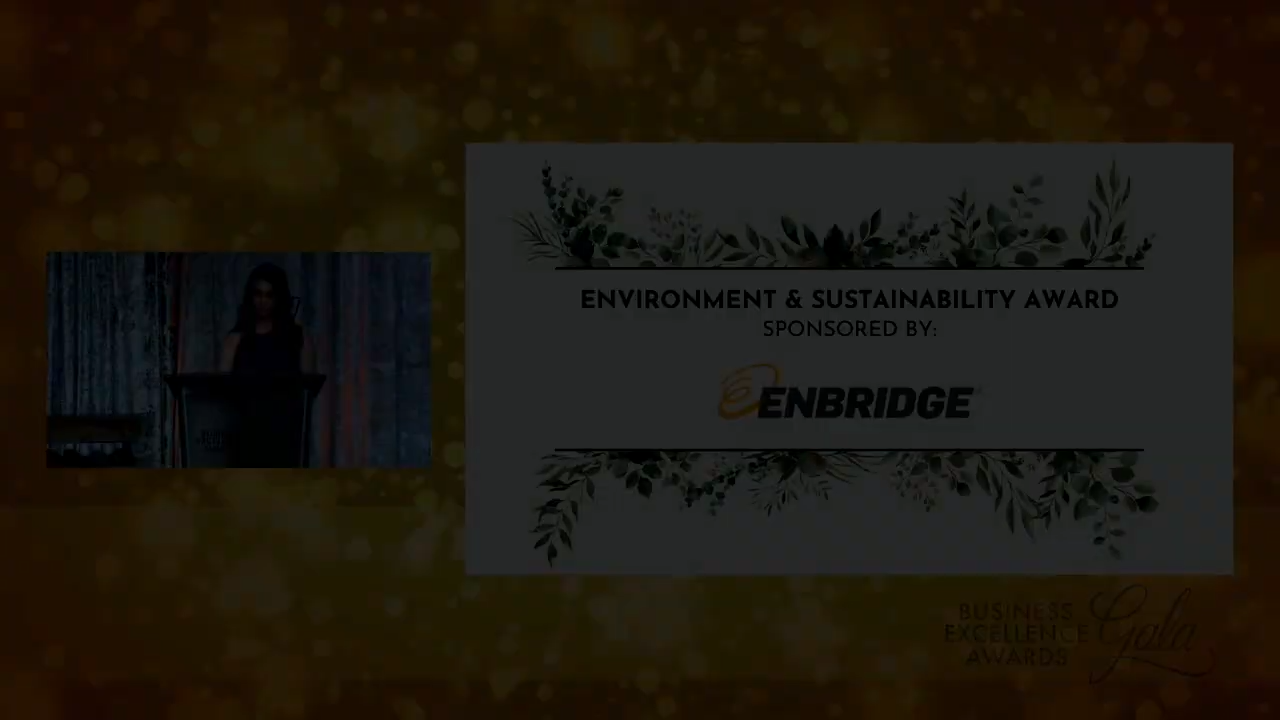 ENVIRONMENT & SUSTAINABILITY AWARD
SPONSORED BY:
ENBRIDGE
BUSINESS
EXCELLENCE
AWARDS
Gala